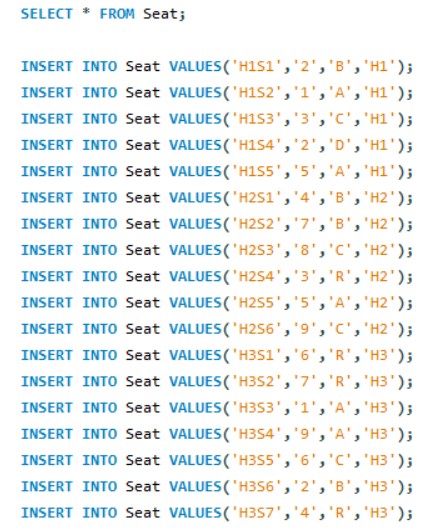 SELECT * FROM Seat;
INSERT INTO Seat VALUES('H1S1','2','B','H1');
INSERT INTO Seat VALUES('H1S2','1','A','H1');
INSERT INTO Seat VALUES('H1S3','3','C','H1');
INSERT INTO Seat VALUES('H1S4','2','D','H1');
INSERT INTO Seat VALUES('H1S5','5','A','H1');
INSERT INTO Seat VALUES('H2S1','4','B','H2');
INSERT INTO Seat VALUES('H2S2','7','B','H2');
INSERT INTO Seat VALUES('H2S3','8','C','H2');
INSERT INTO Seat VALUES('H2S4','3','R','H2');
INSERT INTO Seat VALUES('H2S5','5','A','H2');
INSERT INTO Seat VALUES('H2S6','9','C','H2');
INSERT INTO Seat VALUES('H3S1','6','R','H3');
INSERT INTO Seat VALUES('H3S2','7','R','H3');
INSERT INTO Seat VALUES('H3S3','1','A','H3');
INSERT INTO Seat VALUES('H3S4','9','A','H3');
INSERT INTO Seat VALUES('H3S5','6','C','H3');
INSERT INTO Seat VALUES('H3S6','2','B','H3');
INSERT INTO Seat VALUES('H3S7','4','R','H3');